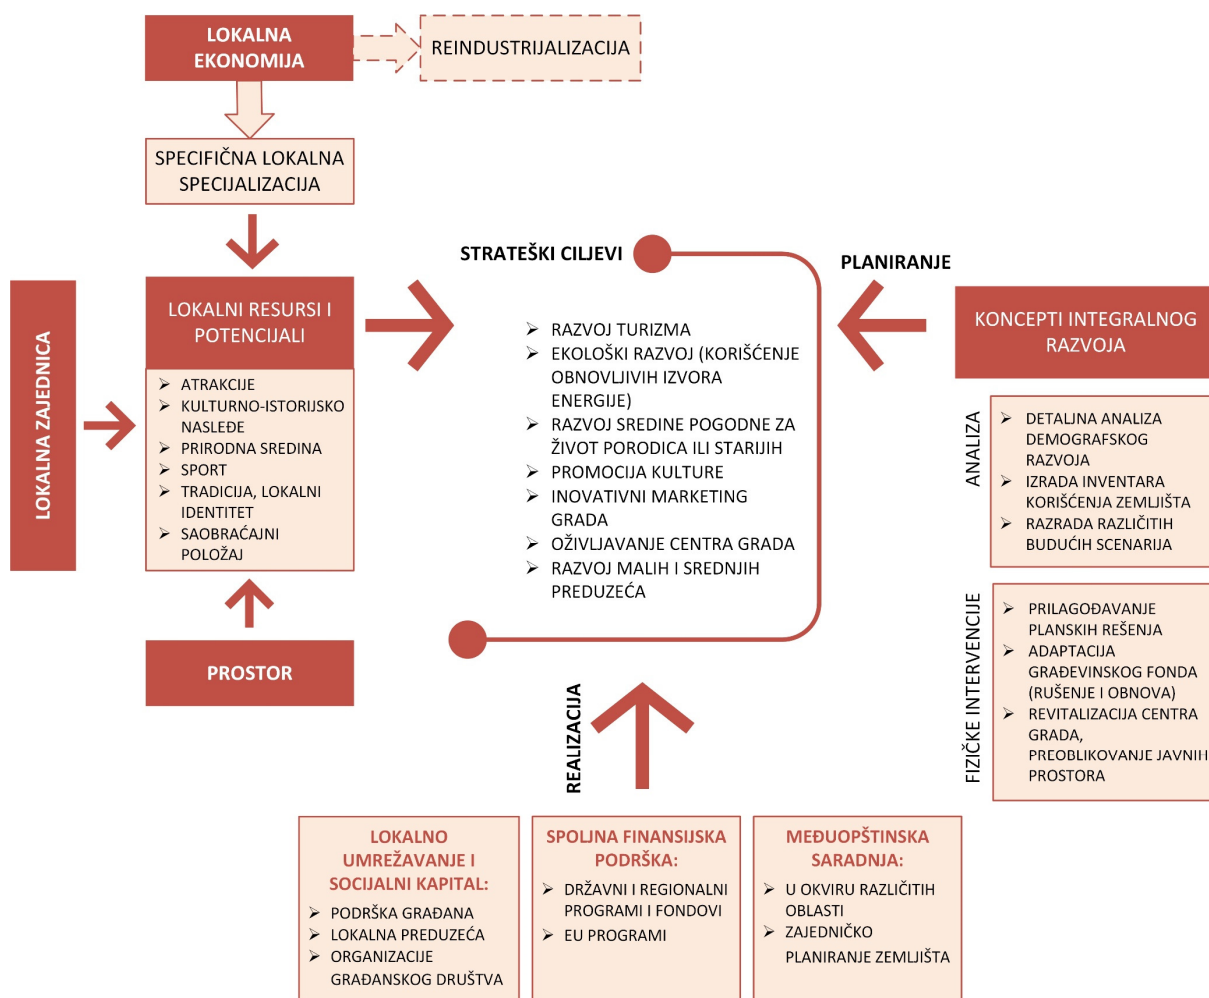 LOKALNA
EKONOMIJA
REINDUSTRIJALIZACIJA
SPECIFIČNA LOKALNA
SPECIJALIZACIJA
LOKALNA ZAJEDNICA
LOKALNI RESURSI I
POTENCIJALI
ATRAKCIJE
KULTURNO-ISTORIJSKO
NASLEĐE
PRIRODNA SREDINA
SPORT
TRADICIJA, LOKALNI
IDENTITET
SAOBRAĆAJNI
POLOŽAJ
PROSTOR
STRATEŠKI CILJEVI
RAZVOJ TURIZMA
EKOLOŠKI RAZVOJ (KORIŠĆENJE
OBNOVLJIVIH IZVORA
ENERGIJE)
RAZVOJ SREDINE POGODNE ZA
ŽIVOT PORODICA ILI STARIJIH
PROMOCIJA KULTURE
INOVATIVNI MARKETING
GRADA
OŽIVLJAVANJE CENTRA GRADA
RAZVOJ MALIH I SREDNJIH
PREDUZEĆA
PLANIRANJE
KONCEPTI INTEGRALNOG
RAZVOJA
ANALIZA
DETALJNA ANALIZA
DEMOGRAFSKOG
RAZVOJA
IZRADA INVENTARA
KORIŠĆENJA ZEMLJIŠTA
RAZRADA RAZLIČITIH
BUDUĆIH SCENARIJA
FIZIČKE INTERVENCIJE
PRILAGOĐAVANJE
PLANSKIH REŠENJA
ADAPTACIJA
GRAĐEVINSKOG FONDA
(RUŠENJE I OBNOVA)
REVITALIZACIJA CENTRA
GRADA,
PREOBLIKOVANJE JAVNIH
PROSTORA
REALIZACIJA
LOKALNO
UMREŽAVANJE I
SOCIJALNI KAPITAL:
PODRŠKA GRAĐANA
LOKALNA PREDUZEĆA
ORGANIZACIJE
GRAĐANSKOG DRUŠTVA
SPOLJNA FINANSIJSKA
PODRŠKA:
DRŽAVNI I REGIONALNI
PROGRAMI I FONDOVI
EU PROGRAMI
MEĐUOPŠTINSKA
SARADNJA:
U OKVIRU RAZLIČITIH
OBLASTI
ZAJEDNIČKO
PLANIRANJE ZEMLJIŠTA